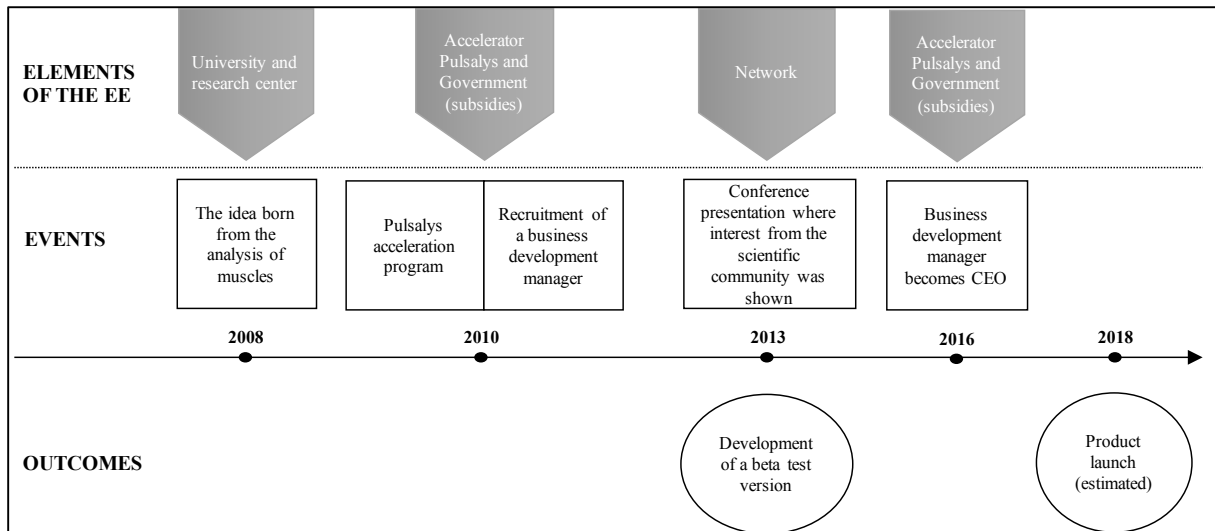 ELEMENTS
OF THE EE
University and
research center
Accelerator
Pulsalys and
Government
(subsidies)
Network
Accelerator
Pulsalys and
Government
(subsidies)
EVENTS
The idea born
from the
analysis of
muscles
Pulsalys
acceleration
program
Recruitment of
a business
development
manager
Conference
presentation where
interest from the
scientific
community was
shown
Business
development
manager
becomes CEO
2008
2010
2013
2016
2018
OUTCOMES
Development
of a beta test
version
Product
launch
(estimated)